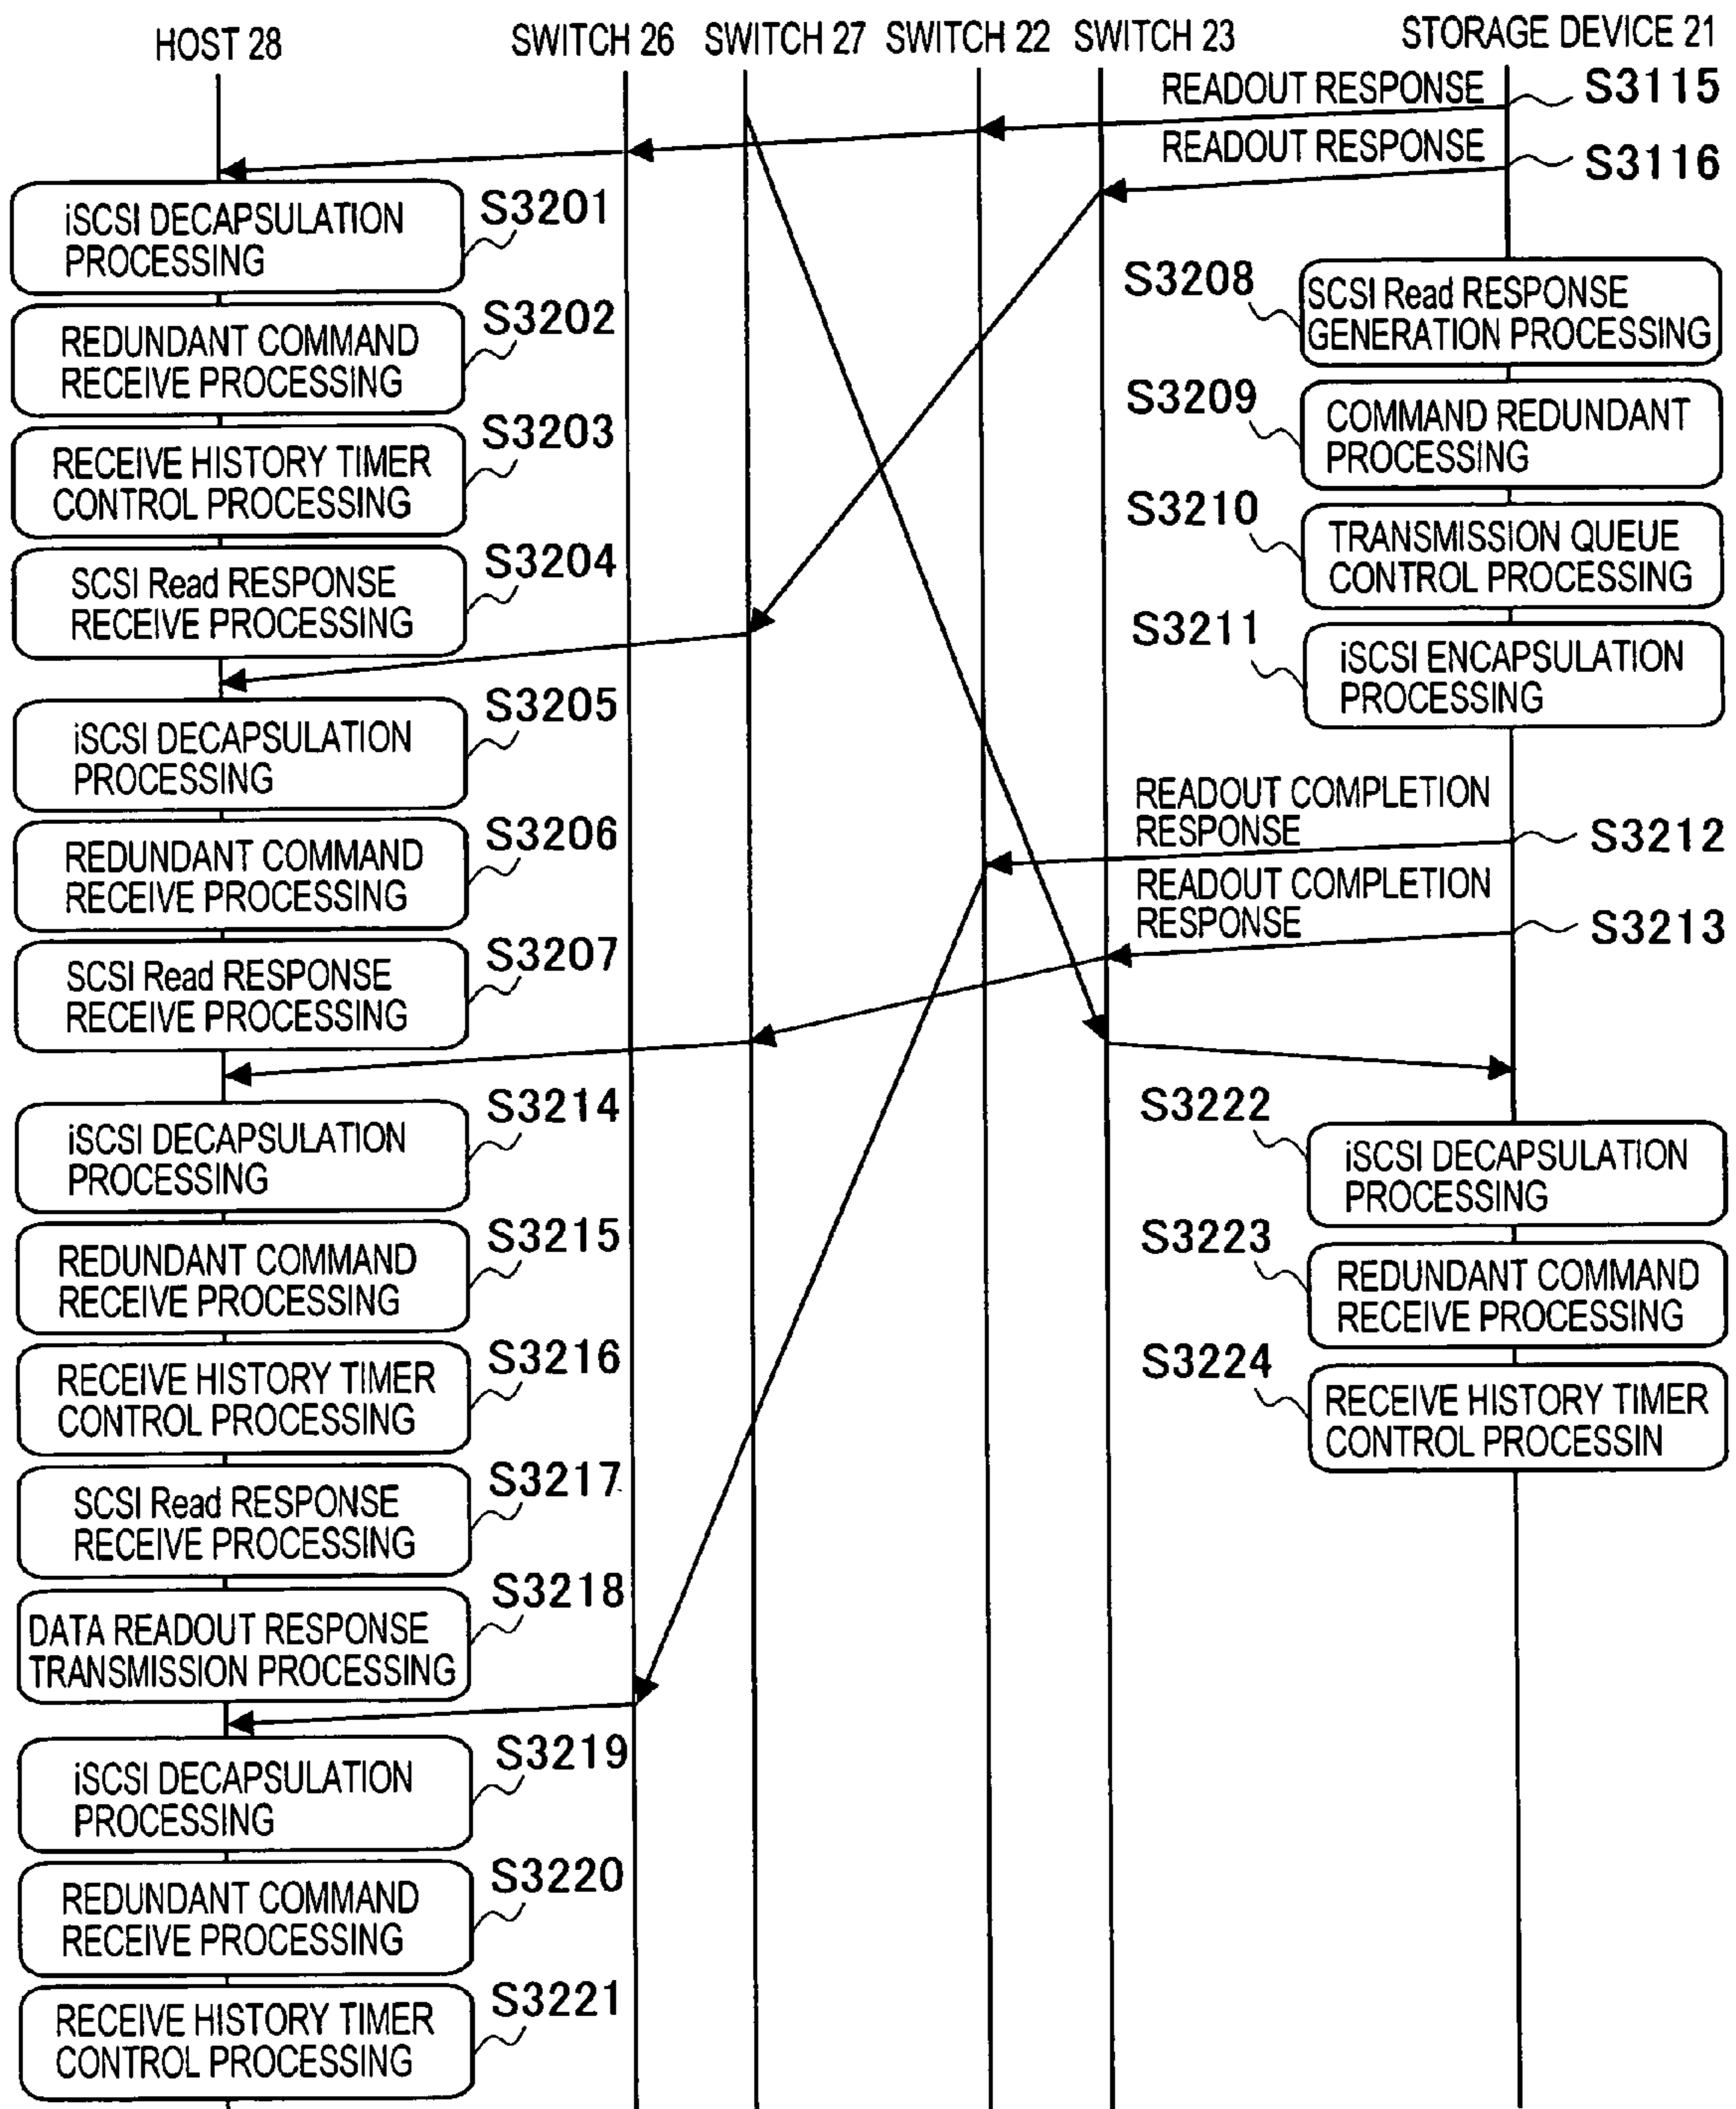 HOST 28 SWITCH 26 SWITCH 27 SWITCH 22 SWITCH 23 STORAGE DEVICE 21
READOUT RESPONSE S3115
READOUT RESPONSE S3116
iSCSI DECAPSULATION
PROCESSING
S3201
REDUNDANT COMMAND
RECEIVE PROCESSING
S3202
RECEIVE HISTORY TIMER
CONTROL PROCESSING
S3203
SCSI Read RESPONSE
RECEIVE PROCESSING
S3204
S3208
SCSI Read RESPONSE
GENERATION PROCESSING
S3209
COMMAND REDUNDANT
PROCESSING
S3210
TRANSMISSION QUEUE
CONTROL PROCESSING
S3211
iSCSI ENCAPSULATION
PROCESSING
iSCSI DECAPSULATION
PROCESSING
S3205
REDUNDANT COMMAND
RECEIVE PROCESSING
S3206
SCSI Read RESPONSE
RECEIVE PROCESSING
S3207
READOUT COMPLETION
RESPONSE
S3212
READOUT COMPLETION
RESPONSE
S3213
iSCSI DECAPSULATION
PROCESSING
S3214
REDUNDANT COMMAND
RECEIVE PROCESSING
S3215
RECEIVE HISTORY TIMER
CONTROL PROCESSING
S3216
SCSI Read RESPONSE
RECEIVE PROCESSING
S3217
DATA READOUT RESPONSE
TRANSMISSION PROCESSING
S3218
S3222
iSCSI DECAPSULATION
PROCESSING
S3223
REDUNDANT COMMAND
RECEIVE PROCESSING
S3224
RECEIVE HISTORY TIMER
CONTROL PROCESSIN
iSCSI DECAPSULATION
PROCESSING
S3219
REDUNDANT COMMAND
RECEIVE PROCESSING
S3220
RECEIVE HISTORY TIMER
CONTROL PROCESSING
S3221